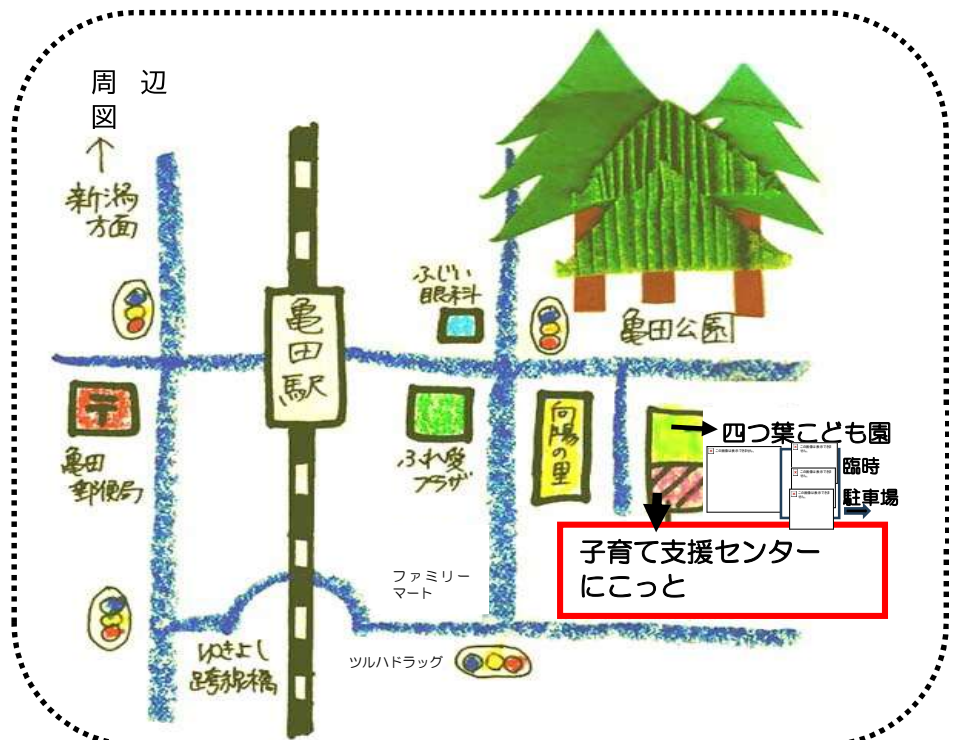 周 辺
図
新潟
方面
ふじい
眼科
亀田公園
亀
田
駅
〒
亀田
郵便局
ふれ愛
プラザ
向陽の里
四つ葉こども園
臨時
駐車場
子育て支援センター
にこっと
ファミリー
マート
ゆきよし
跨線橋
ツルハドラッグ